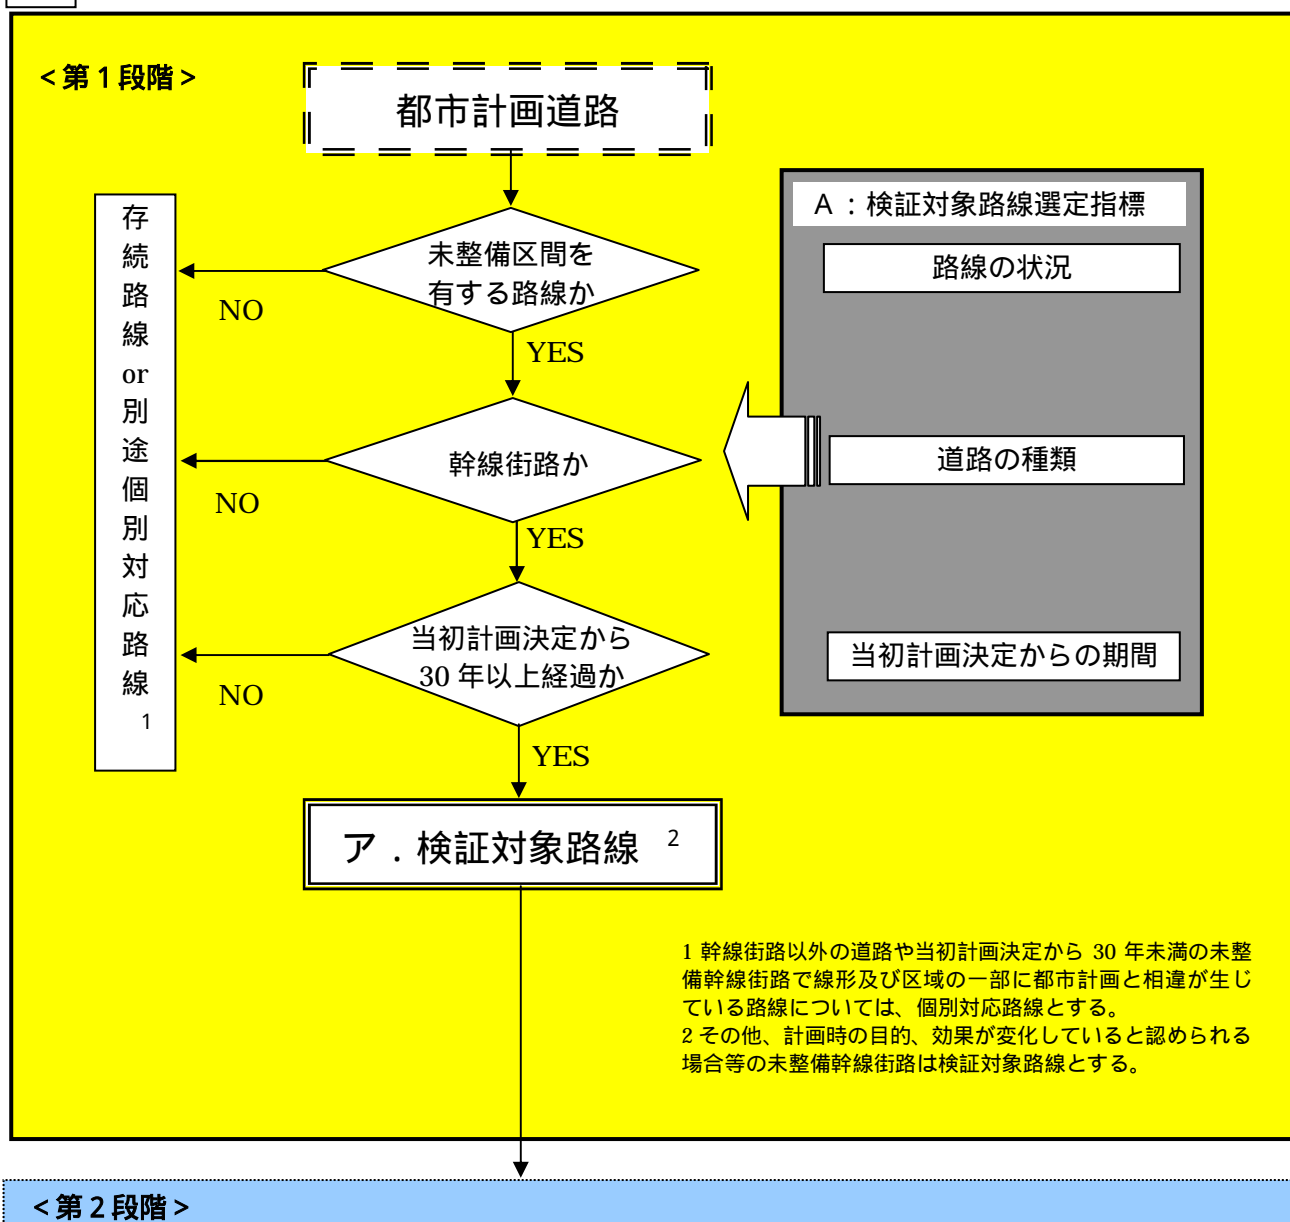 <第1段階>
都市計画道路
未整備区間を
有する路線か
NO
YES
幹線街路か
NO
YES
当初計画決定から
30年以上経過か
NO
YES
存続路線or別途個別対応路線 1
A：検証対象路線選定指標
路線の状況
道路の種類
当初計画決定からの期間
ア．検証対象路線 2
1 幹線街路以外の道路や当初計画決定から 30 年未満の未整
備幹線街路で線形及び区域の一部に都市計画と相違が生じ
ている路線については、個別対応路線とする。
2 その他、計画時の目的、効果が変化していると認められる
場合等の未整備幹線街路は検証対象路線とする。
<第2段階>